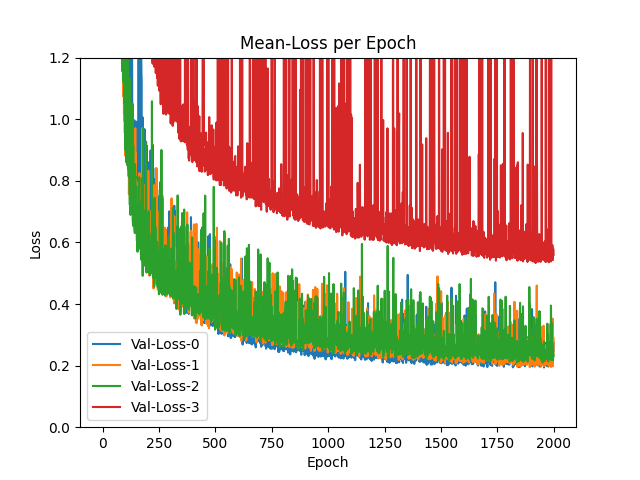 Mean-Loss per Epoch
1.2
1.0
0.8
0.6
0.4
0.2
0.0
Loss
Val-Loss-0
Val-Loss-1
Val-Loss-2
Val-Loss-3
0 250 500 750 1000 1250 1500 1750 2000
Epoch